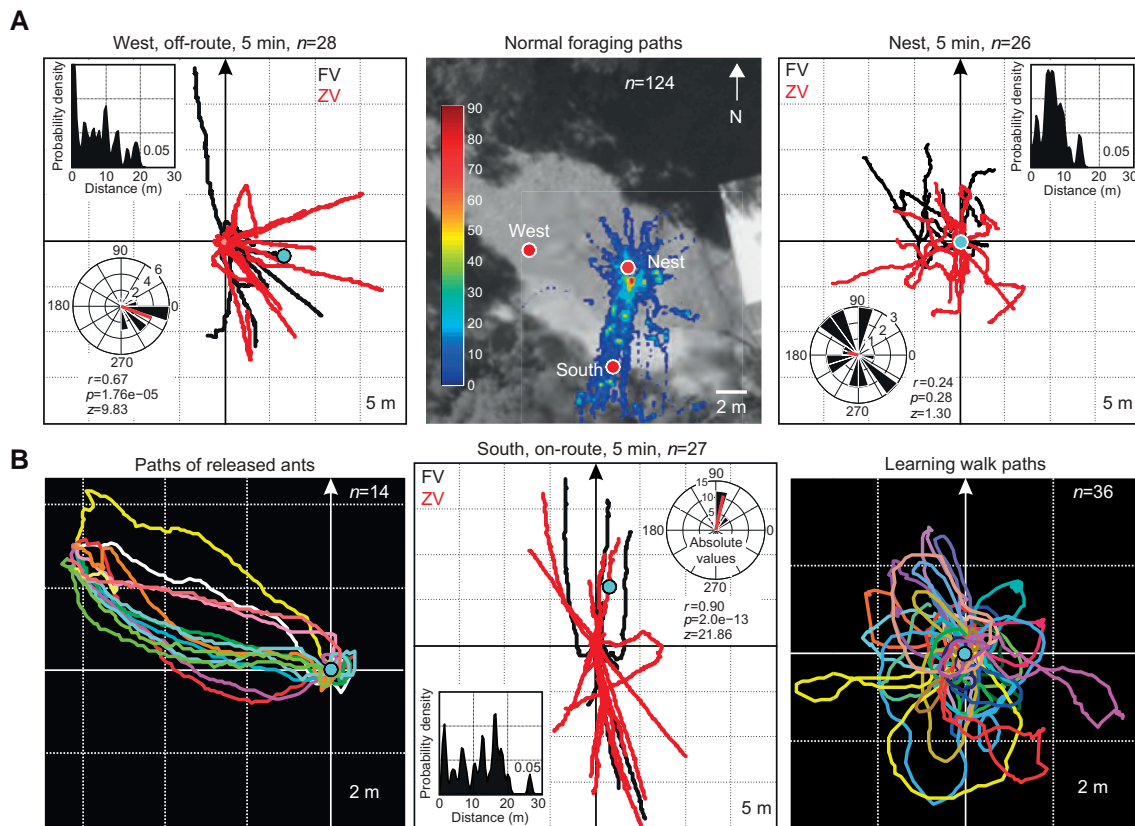 A
West, off-route, 5 min, n=28
FV
ZV
Probability density
0.05
0 10 20 30
Distance (m)
90
6
4
2
180
0
270
r=0.67
p=1.76e−05
z=9.83
5 m
Normal foraging paths
n=124
N
90
80
70
60
50
40
30
20
10
0
West
Nest
South
2 m
Nest, 5 min, n=26
FV
ZV
Probability density
0.05
0 10 20 30
Distance (m)
90
3
2
1
180
0
270
r=0.24
p=0.28
z=1.30
5 m
B
Paths of released ants
n=14
2 m
South, on-route, 5 min, n=27
FV
ZV
90
15
10
5
180
0
Absolute
values
270
r=0.90
p=2.0e−13
z=21.86
Probability density
0.05
0 10 20 30
Distance (m)
5 m
Learning walk paths
n=36
2 m